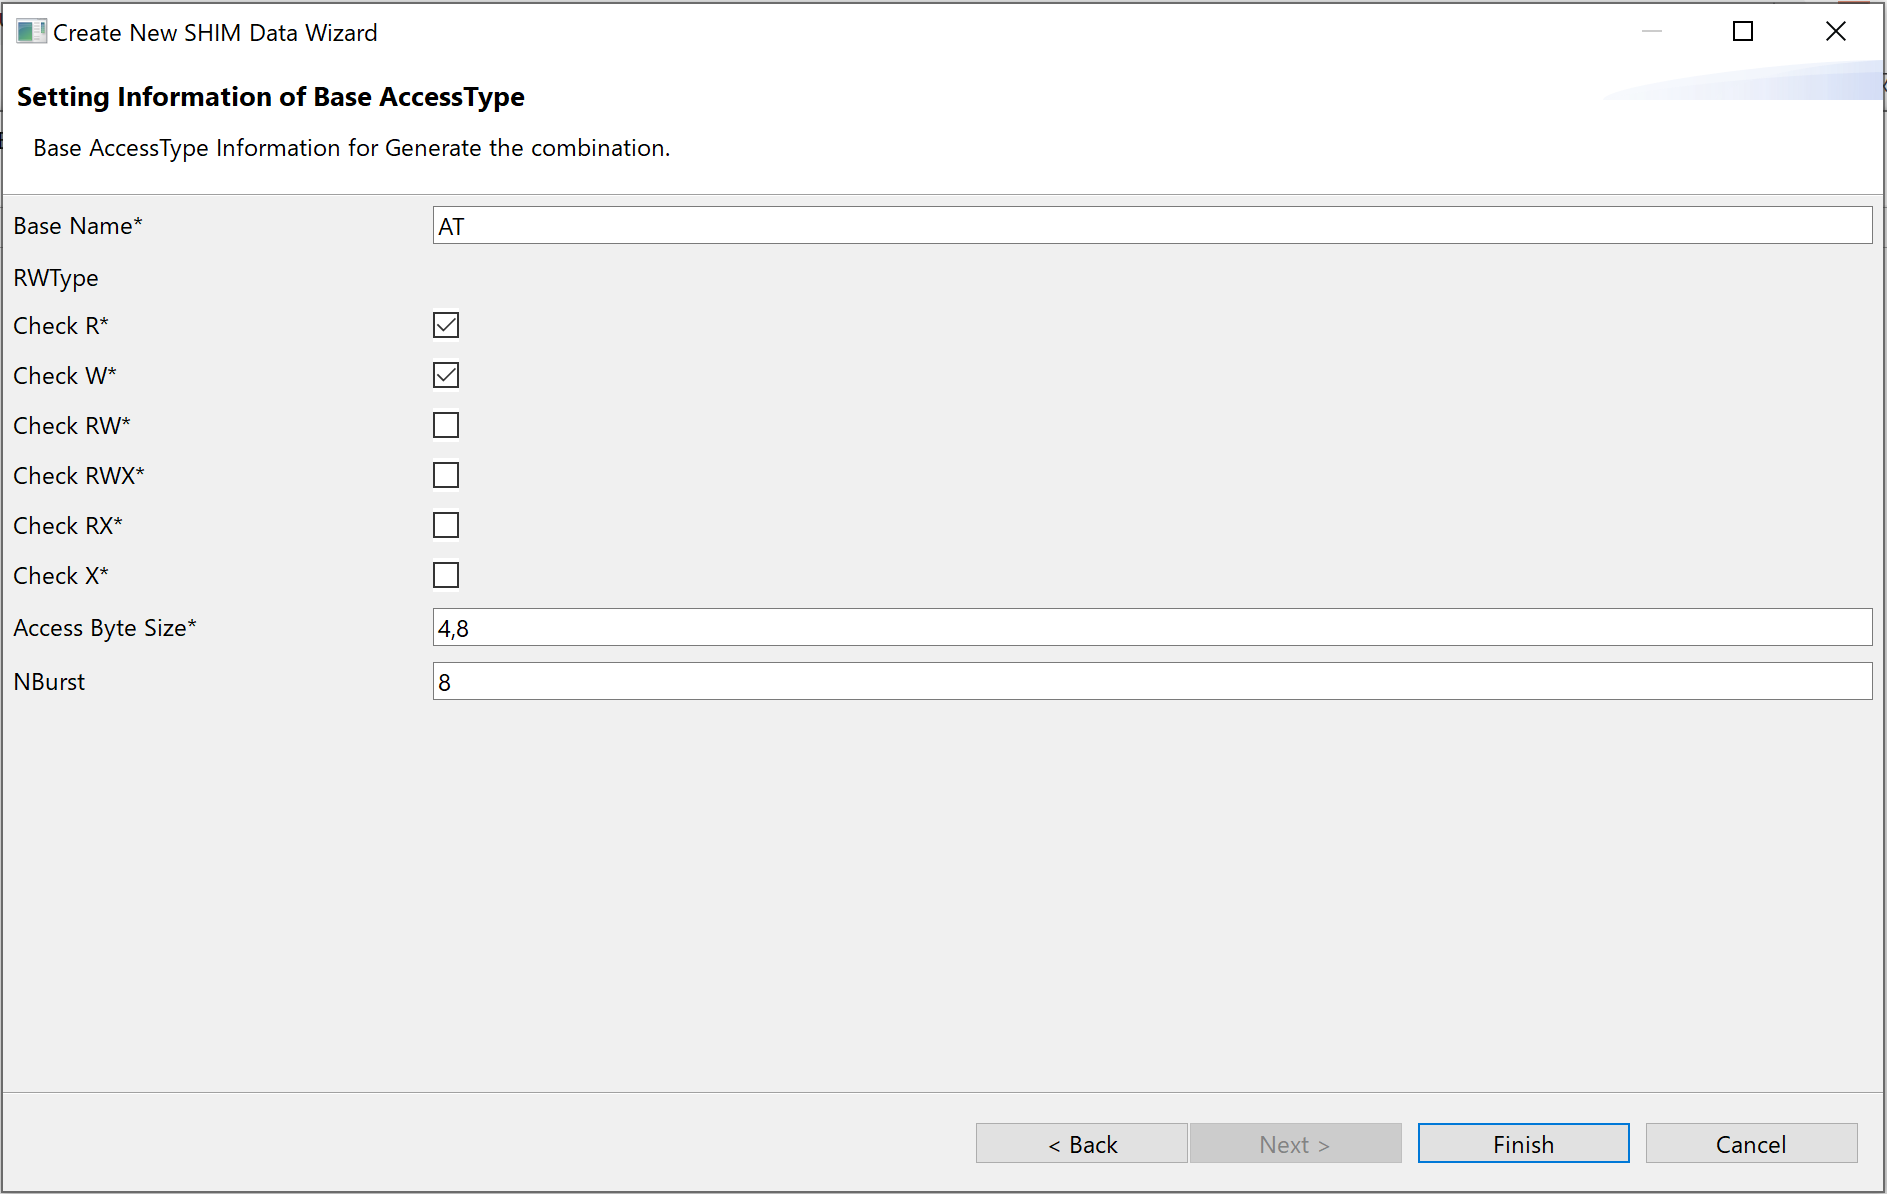 Create New SHIM Data Wizard
Setting Information of Base AccessType
Base AccessType Information for Generate the combination.
Base Name* AT
RWType
Check R*
Check W*
Check RW*
Check RWX*
Check RX*
Check X*
Access Byte Size* 4,8
NBurst 8
< Back Next > Finish Cancel